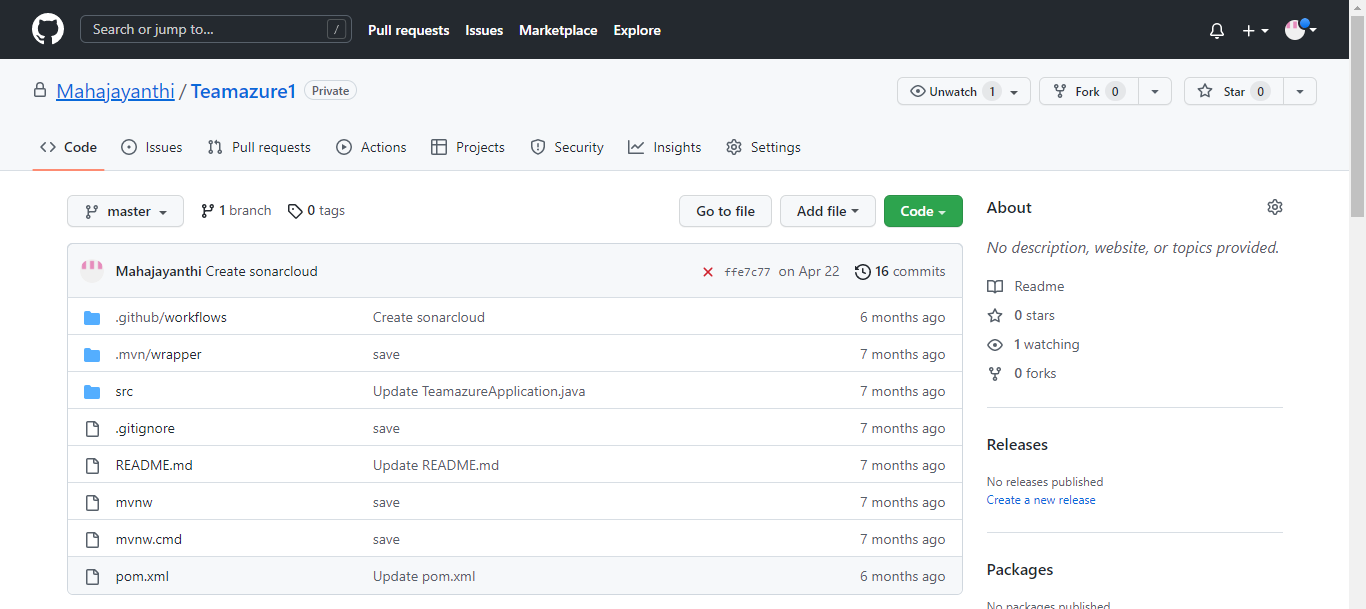 Search or jump to... /
Pull requests Issues Marketplace Explore
Mahajayanthi / Teamazure1 Private
Unwatch 1 Fork 0 Star 0
Code Issues Pull requests Actions Projects Security Insights Settings
master 1 branch 0 tags Go to file Add file Code
Mahajayanthi Create sonarcloud ffe7c77 on Apr 22 16 commits
.github/workflows Create sonarcloud 6 months ago
.mvn/wrapper save 7 months ago
src Update TeamazureApplication.java 7 months ago
.gitignore save 7 months ago
README.md Update README.md 7 months ago
mvnw save 7 months ago
mvnw.cmd save 7 months ago
pom.xml Update pom.xml 6 months ago
About
No description, website, or topics provided.
Readme
0 stars
1 watching
0 forks
Releases
No releases published
Create a new release
Packages
No packages published